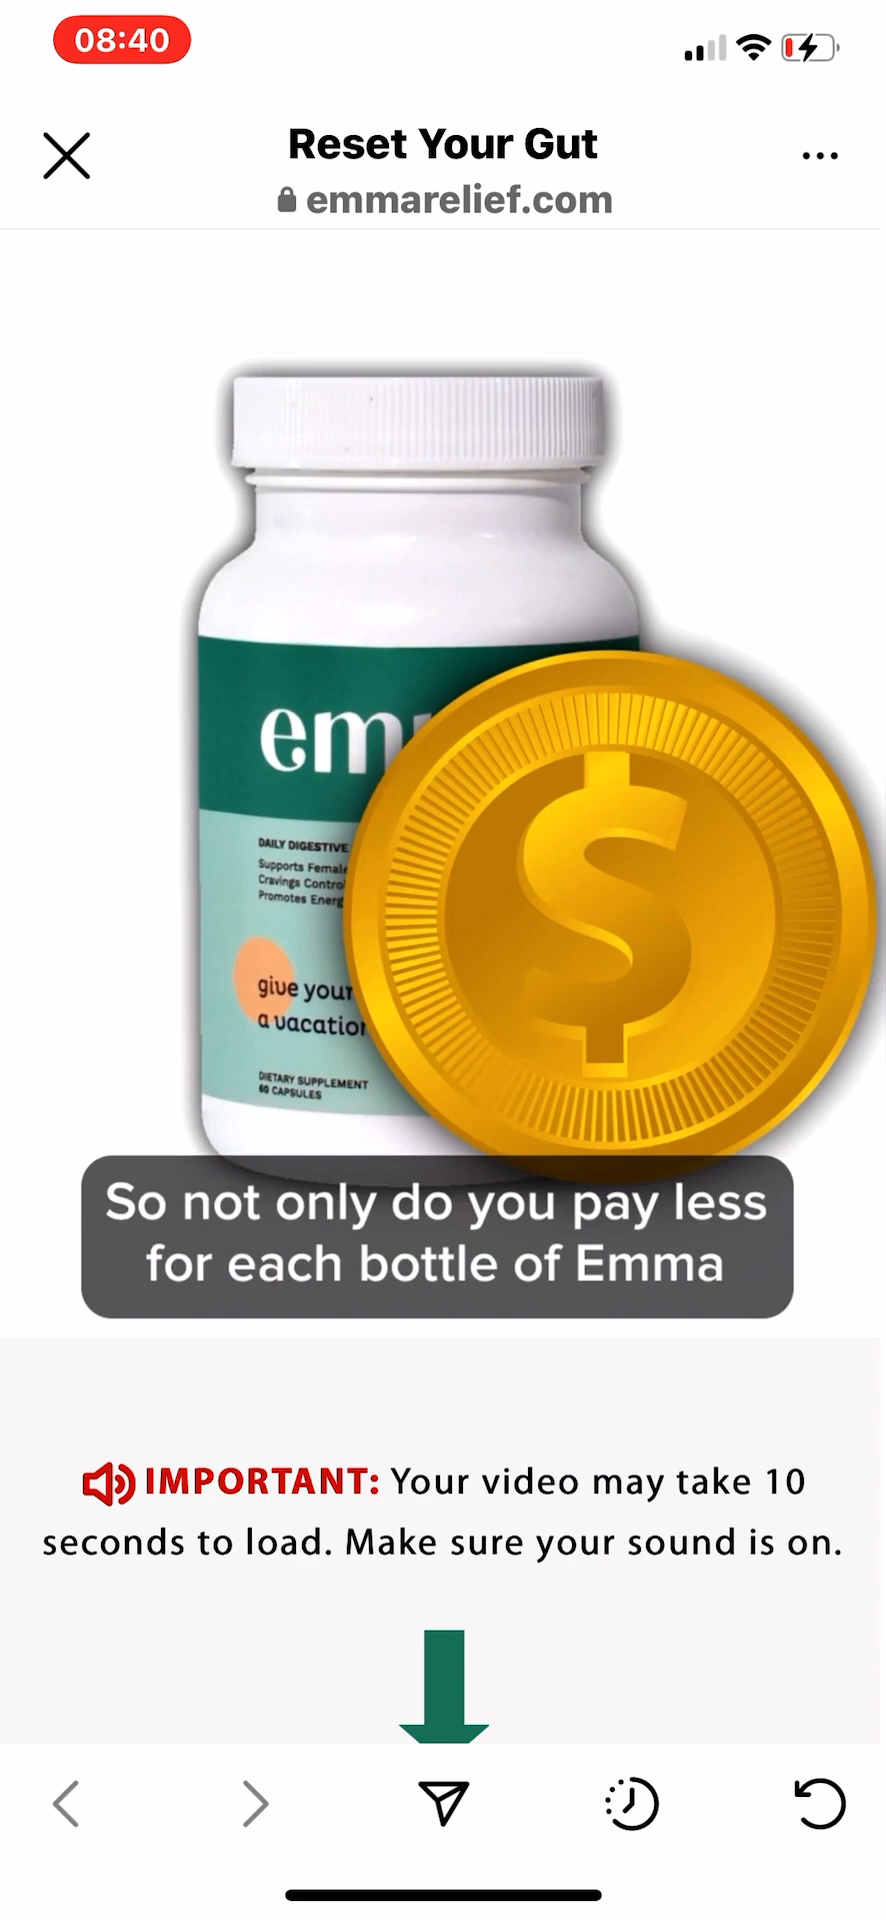 08:40
Reset Your Gut
emmarelief.com
em
DAILY DIGESTIVE
Supports Female
Cravings Control
Promotes Energ
give your
a vacation
DIETARY SUPPLEMENT
60 CAPSULES
$
So not only do you pay less
for each bottle of Emma
IMPORTANT: Your video may take 10
seconds to load. Make sure your sound is on.